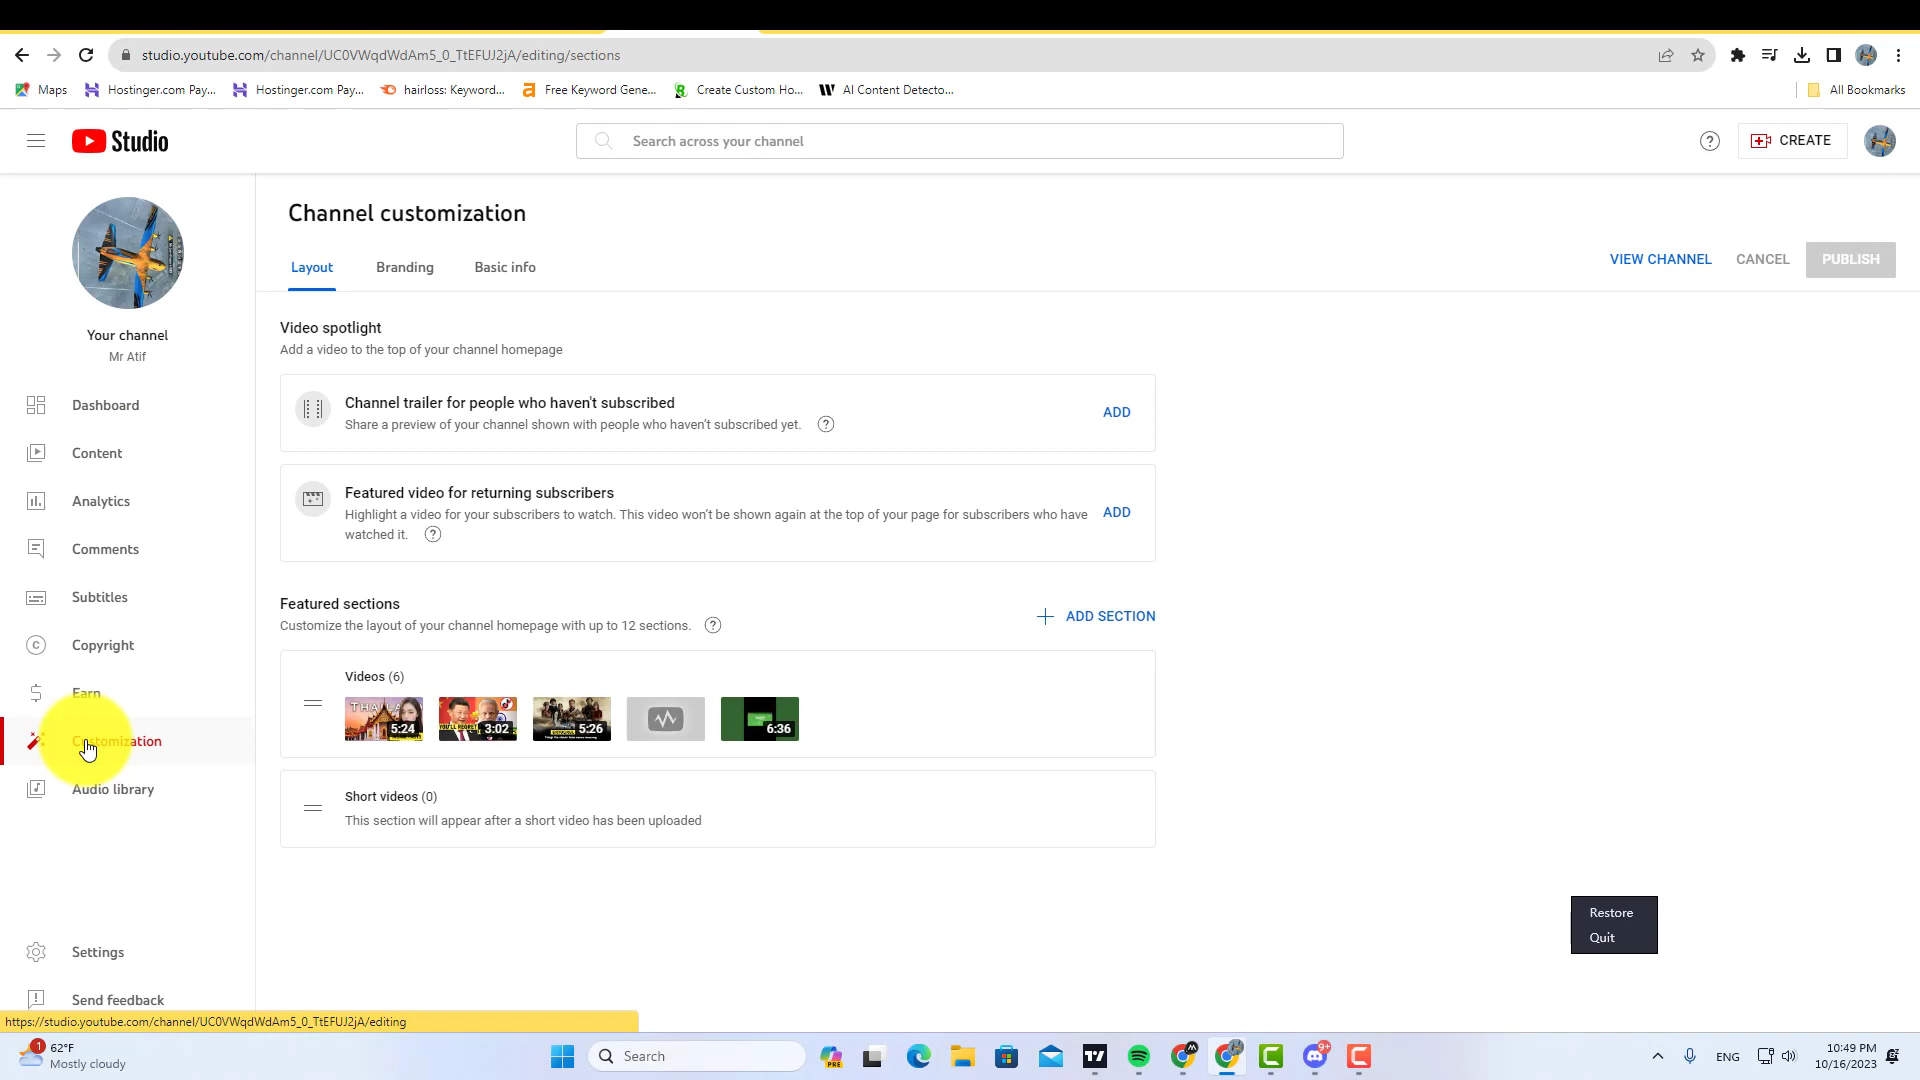 studio.youtube.com/channel/UC0VWqdWdAm5_0_TtEFUJ2jA/editing/sections
Maps
Hostinger.com Pay...
Hostinger.com Pay...
hairloss: Keyword...
Free Keyword Gene...
Create Custom Ho...
AI Content Detecto...
All Bookmarks
Studio
Search across your channel
CREATE
Your channel
Mr Atif
Dashboard
Content
Analytics
Comments
Subtitles
Copyright
Earn
Customization
Audio library
Settings
Send feedback
Channel customization
Layout
Branding
Basic info
VIEW CHANNEL
CANCEL
PUBLISH
Video spotlight
Add a video to the top of your channel homepage
Channel trailer for people who haven't subscribed
Share a preview of your channel shown with people who haven't subscribed yet.
ADD
Featured video for returning subscribers
Highlight a video for your subscribers to watch. This video won't be shown again at the top of your page for subscribers who have
watched it.
ADD
Featured sections
Customize the layout of your channel homepage with up to 12 sections.
ADD SECTION
Videos (6)
5:24
YOU'LL REGRET
3:02
5:26
6:36
Short videos (0)
This section will appear after a short video has been uploaded
Restore
Quit
https://studio.youtube.com/channel/UC0VWqdWdAm5_0_TtEFUJ2jA/editing
1
62°F
Mostly cloudy
Search
PRE
9+
ENG
10:49 PM
10/16/2023